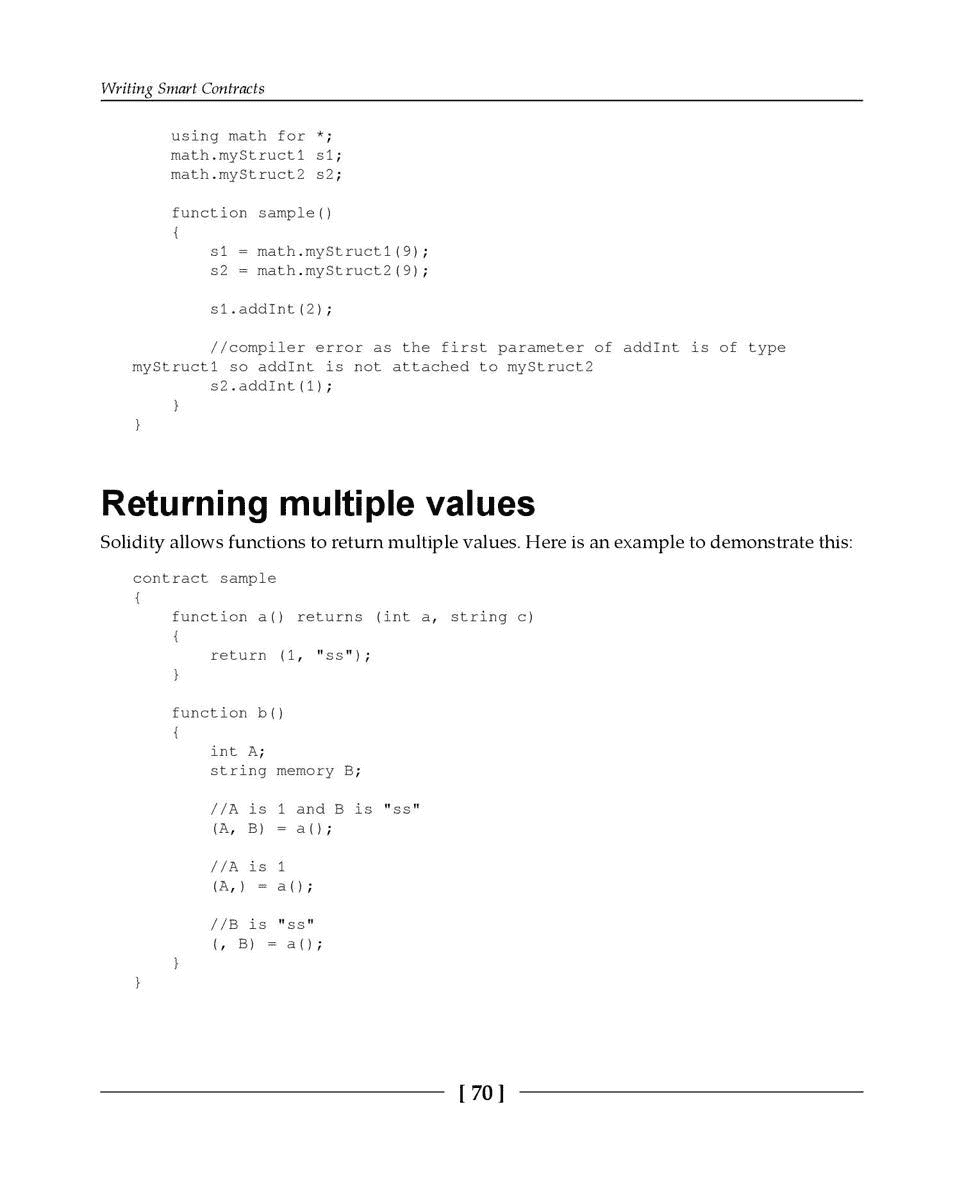 Writing Smart Contracts
using math for *;
math.myStruct1 s1;
math.myStruct2 s2;
function sample()
{
s1 = math.myStruct1(9);
s2 = math.myStruct2(9);
s1.addInt(2);
//compiler error as the first parameter of addInt is of type
myStruct1 so addInt is not attached to myStruct2
s2.addInt(1);
}
}
Returning multiple values
Solidity allows functions to return multiple values. Here is an example to demonstrate this:
contract sample
{
function a() returns (int a, string c)
{
return (1, "ss");
}
function b()
{
int A;
string memory B;
//A is 1 and B is "ss"
(A, B) = a();
//A is 1
(A,) = a();
//B is "ss"
(, B) = a();
}
}
[ 70 ]